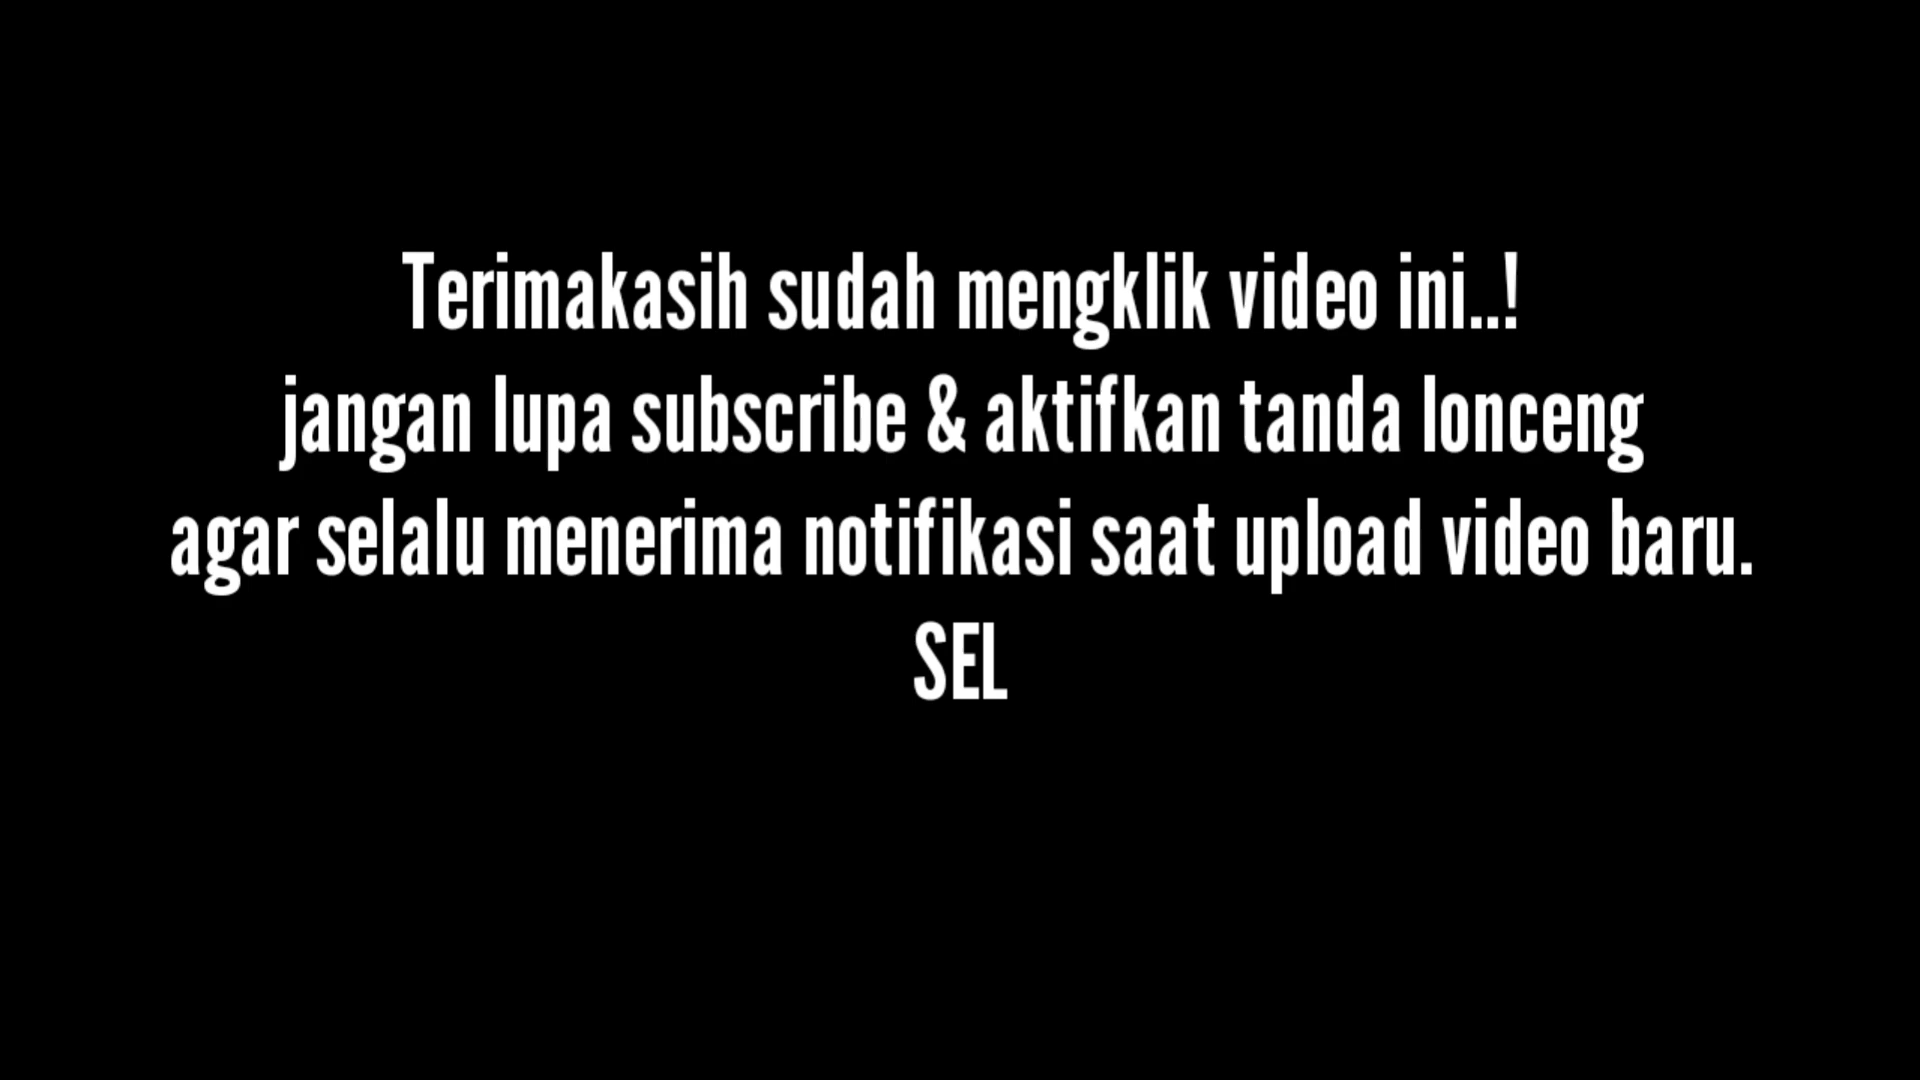 Terimakasih sudah mengklik video ini..!
jangan lupa subscribe & aktifkan tanda lonceng
agar selalu menerima notifikasi saat upload video baru.
SEL